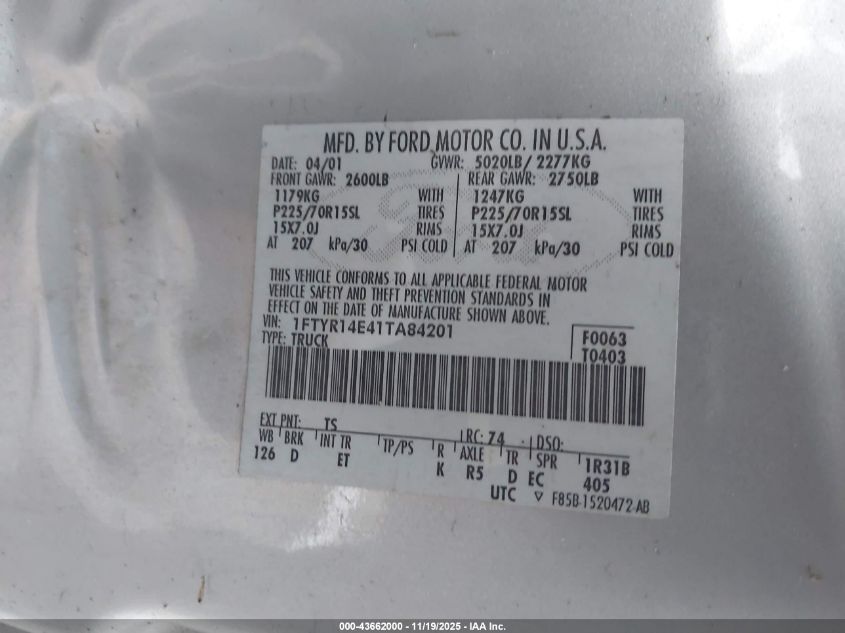 MFD. BY FORD MOTOR CO. IN U.S.A.
DATE: 04/01 GVWR: 5020LB/ 2277KG
FRONT GAWR: 2600LB REAR GAWR: 2750LB
1179KG WITH 1247KG WITH
P225/70R15SL TIRES P225/70R15SL TIRES
15X7.0J RIMS 15X7.0J RIMS
AT 207 kPa/30 PSI COLD AT 207 kPa/30 PSI COLD
THIS VEHICLE CONFORMS TO ALL APPLICABLE FEDERAL MOTOR
VEHICLE SAFETY AND THEFT PREVENTION STANDARDS IN
EFFECT ON THE DATE OF MANUFACTURE SHOWN ABOVE.
VIN: 1FTYR14E41TA84201
TYPE: TRUCK
F0063
T0403
EXT PNT: TS RC: 74 DSO:
WB BRK INT TR TP/PS R AXLE TR SPR 1R31B
126 D ET K R5 D EC 405
UTC F85B-1520472-AB
000-43662000 - 11/19/2025 - IAA Inc.